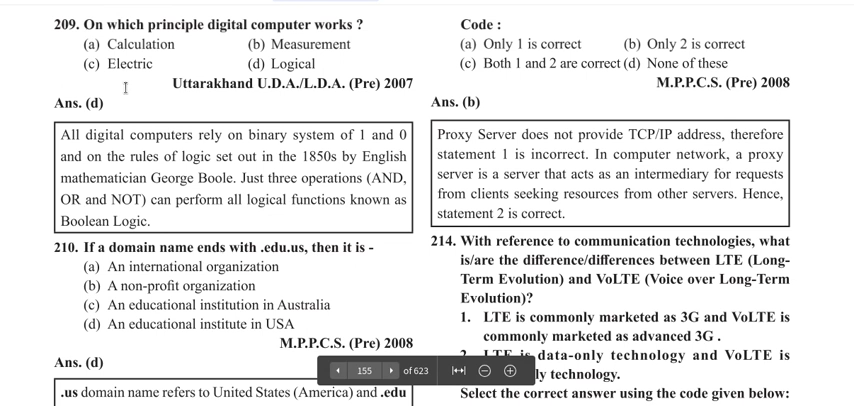 209. On which principle digital computer works ?
(a) Calculation (b) Measurement
(c) Electric (d) Logical
Uttarakhand U.D.A./L.D.A. (Pre) 2007
Ans. (d)
All digital computers rely on binary system of 1 and 0
and on the rules of logic set out in the 1850s by English
mathematician George Boole. Just three operations (AND,
OR and NOT) can perform all logical functions known as
Boolean Logic.
210. If a domain name ends with .edu.us, then it is -
(a) An international organization
(b) A non-profit organization
(c) An educational institution in Australia
(d) An educational institute in USA
M.P.P.C.S. (Pre) 2008
Ans. (d)
.us domain name refers to United States (America) and .edu
Code :
(a) Only 1 is correct (b) Only 2 is correct
(c) Both 1 and 2 are correct (d) None of these
M.P.P.C.S. (Pre) 2008
Ans. (b)
Proxy Server does not provide TCP/IP address, therefore
statement 1 is incorrect. In computer network, a proxy
server is a server that acts as an intermediary for requests
from clients seeking resources from other servers. Hence,
statement 2 is correct.
214. With reference to communication technologies, what
is/are the difference/differences between LTE (Long-
Term Evolution) and VoLTE (Voice over Long-Term
Evolution)?
1. LTE is commonly marketed as 3G and VoLTE is
commonly marketed as advanced 3G .
2. LTE is data-only technology and VoLTE is
ly technology.
Select the correct answer using the code given below:
155 of 623